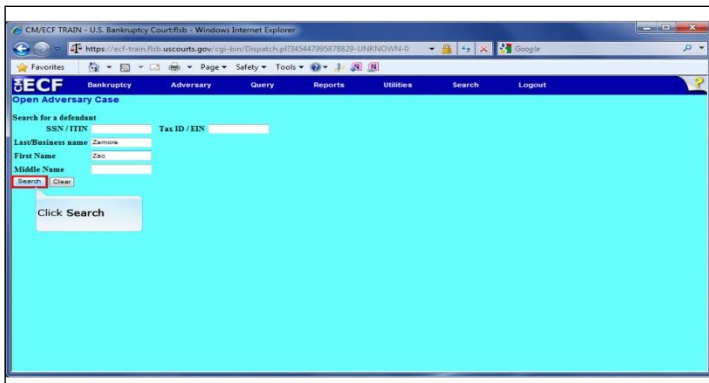 CM/ECF TRAIN - U.S. Bankruptcy Court:flsb - Windows Internet Explorer
https://ecf-train.flsb.uscourts.gov/cgi-bin/Dispatch.pl?345447995878829-UNKNOWN-0
Google
Favorites Page Safety Tools
ECF Bankruptcy Adversary Query Reports Utilities Search Logout ?
Open Adversary Case
Search for a defendant
SSN / ITIN Tax ID / EIN
Last/Business name Zamora
First Name Zac
Middle Name
Search Clear
Click Search